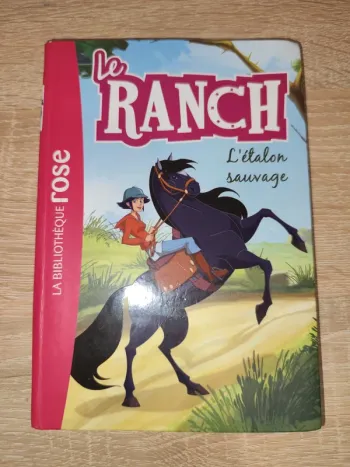 Le
RANCH
L'étalon
sauvage
LA BIBLIOTHÈQUE rose